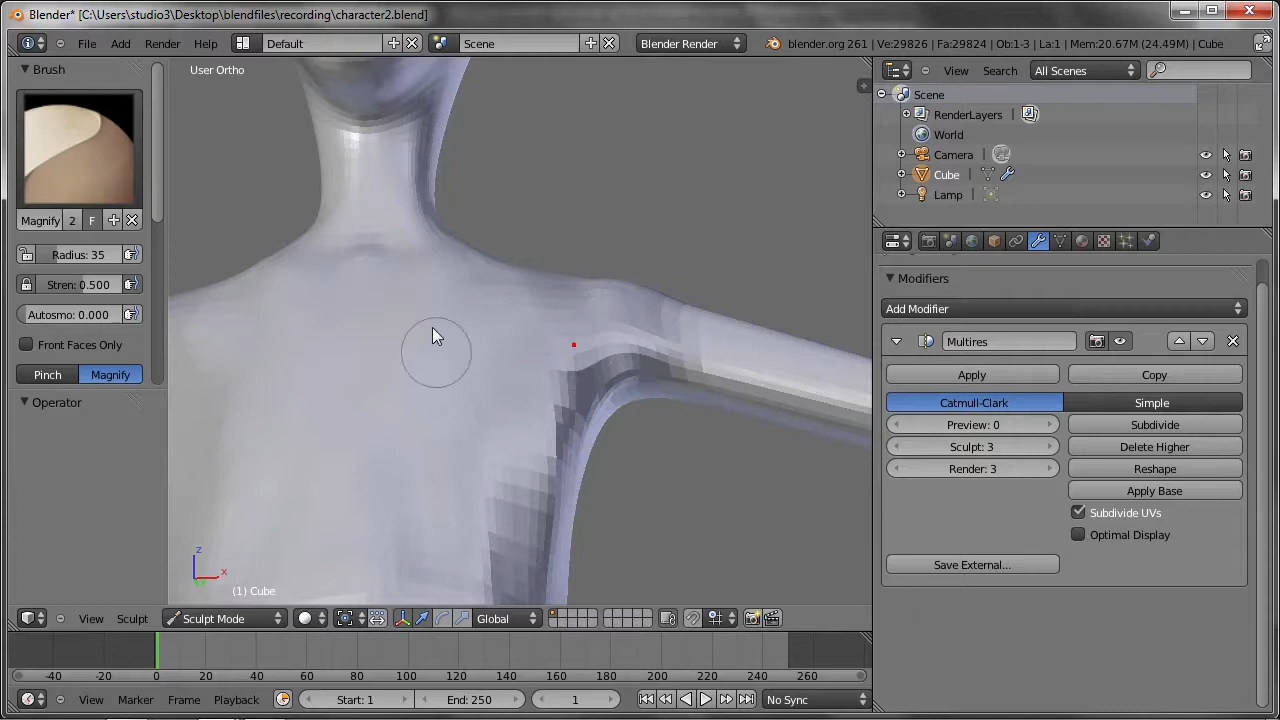 Blender* [C:\Users\studio3\Desktop\blendfiles\recording\character2.blend]
File Add Render Help Default Scene Blender Render blender.org 261 | Ve:29826 | Fa:29824 | Ob:1-3 | La:1 | Mem:20.67M (24.49M) | Cube
Brush
User Ortho
View Search All Scenes
Scene
RenderLayers
World
Camera
Cube
Lamp
Magnify 2 F
Radius: 35
Stren: 0.500
Autosmo: 0.000
Front Faces Only
Pinch Magnify
Operator
Modifiers
Add Modifier
Multires
Apply Copy
Catmull-Clark Simple
Preview: 0 Subdivide
Sculpt: 3 Delete Higher
Render: 3 Reshape
Apply Base
Subdivide UVs
Optimal Display
Save External...
z
x
(1) Cube
View Sculpt Sculpt Mode Global
-40 -20 0 20 40 60 80 100 120 140 160 180 200 220 240 260
View Marker Frame Playback Start: 1 End: 250 1 No Sync